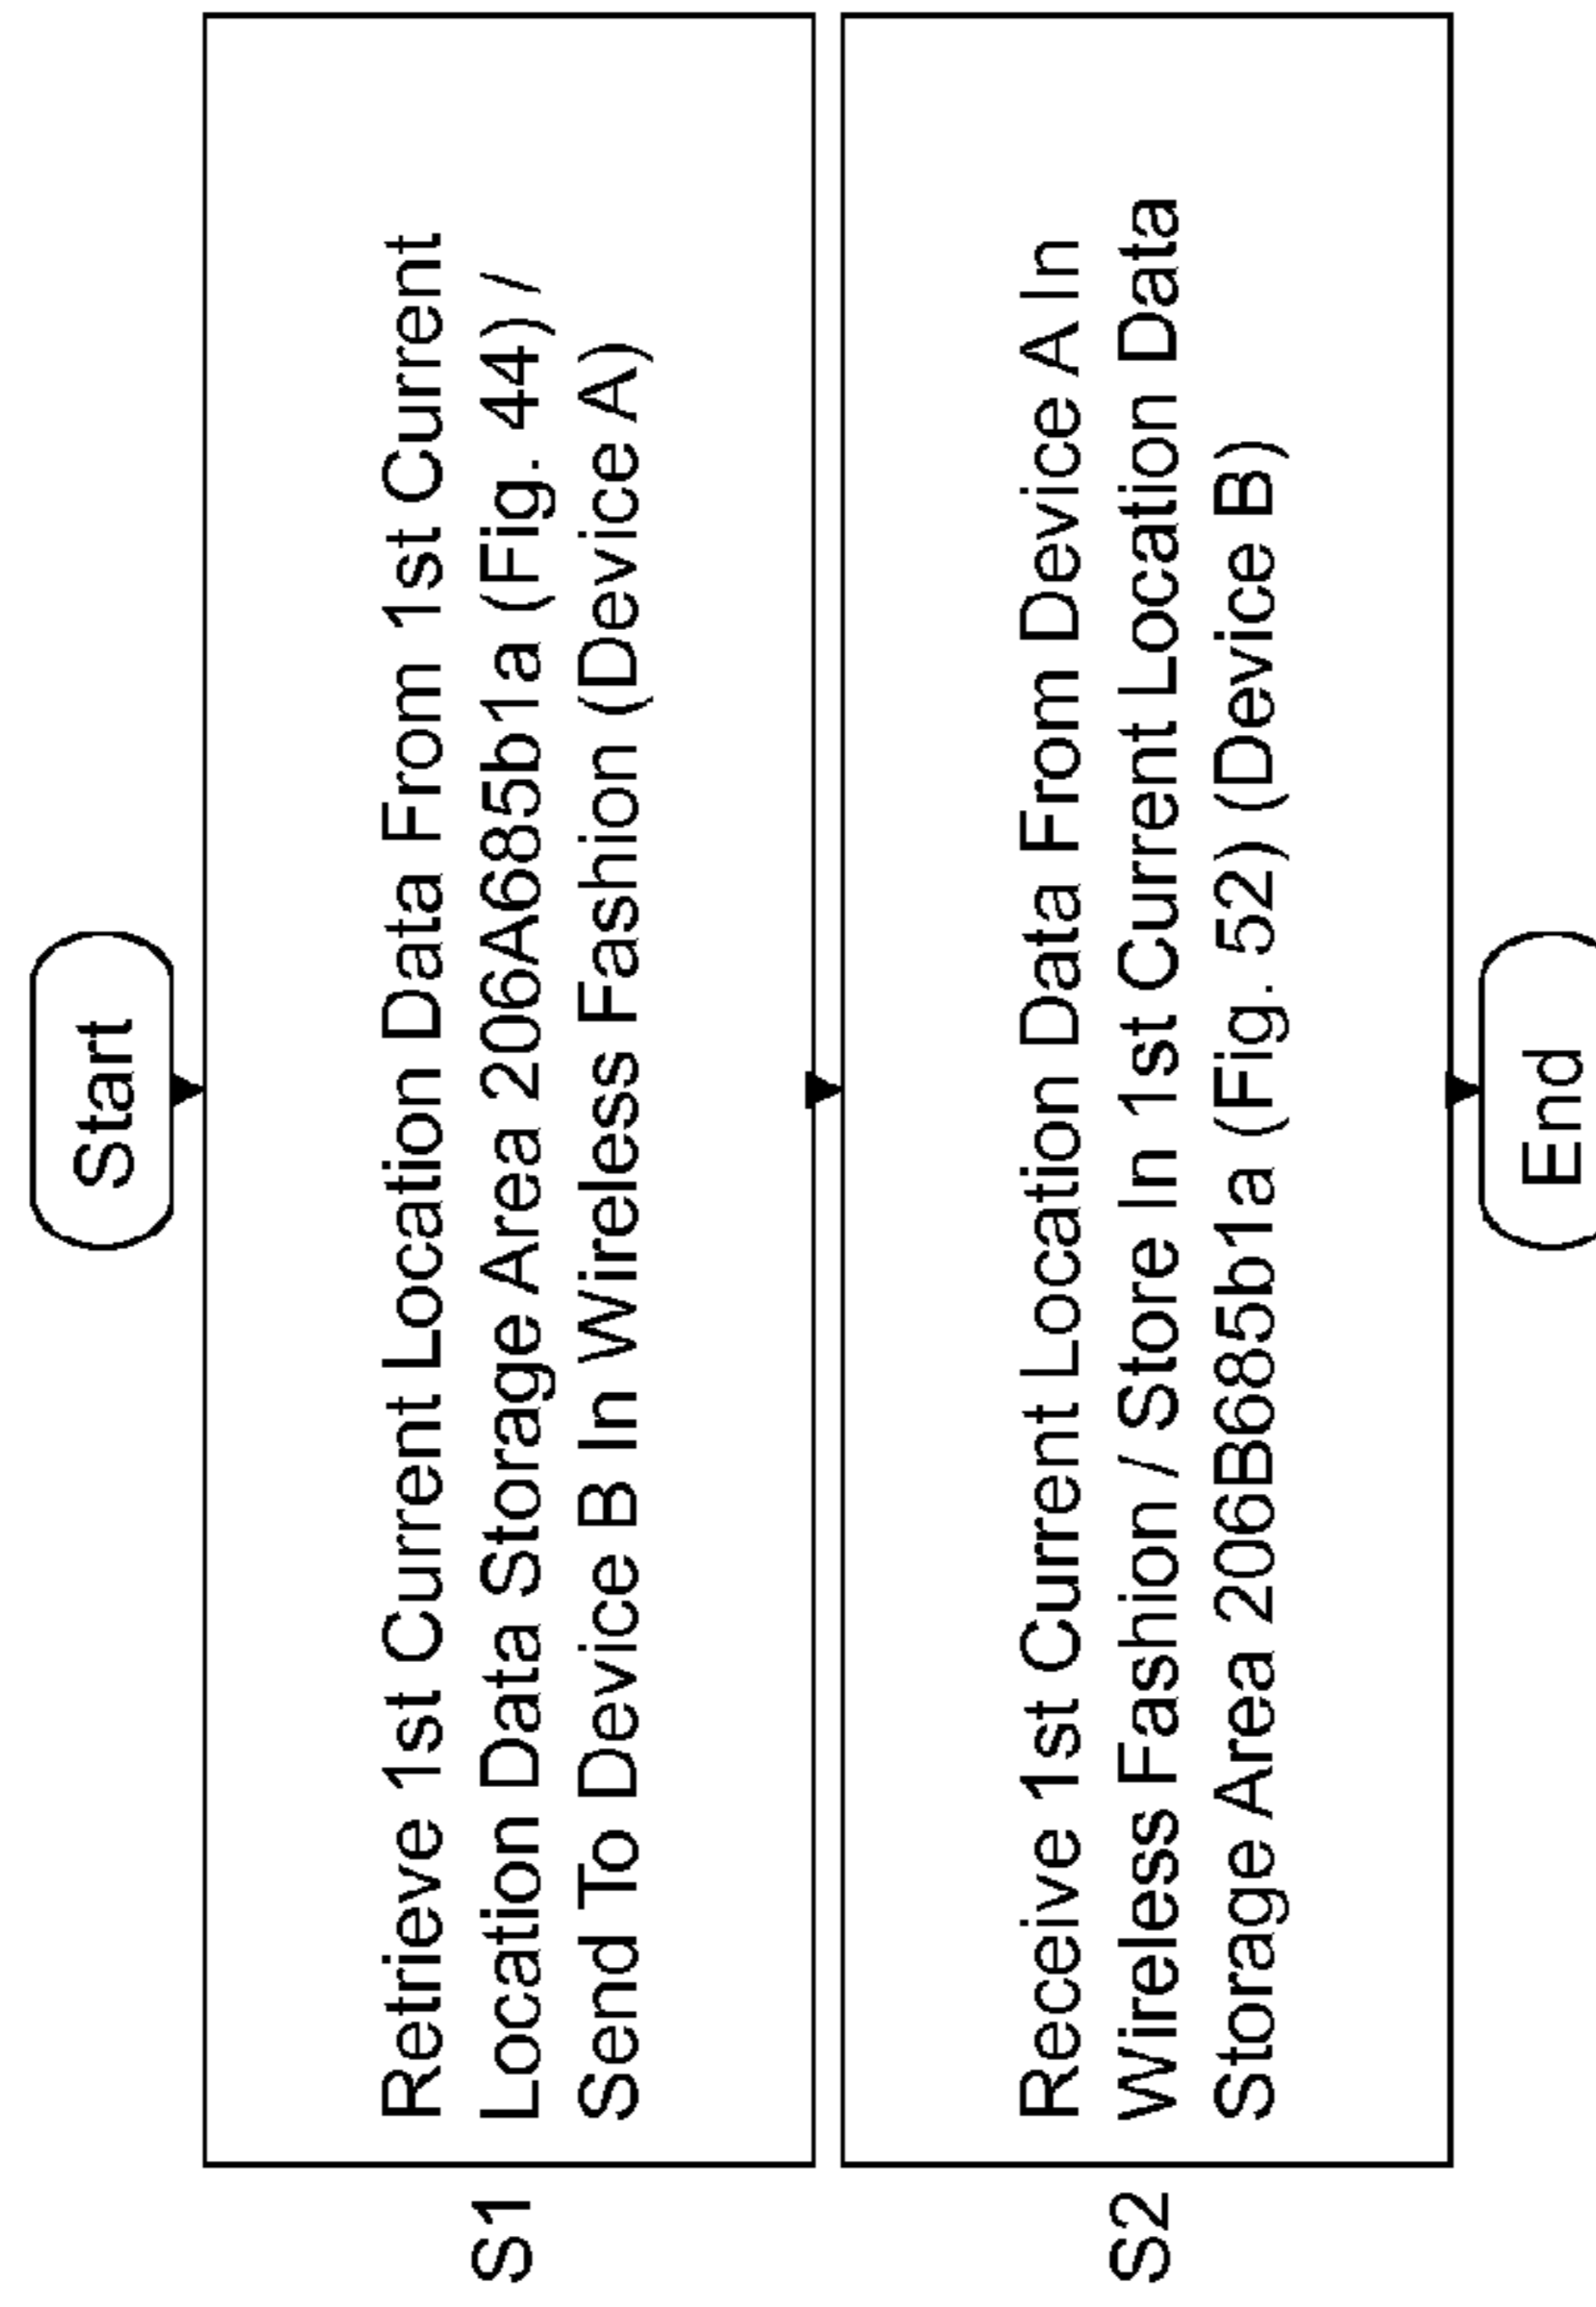 Start
S1
Retrieve 1st Current Location Data From 1st Current
Location Data Storage Area 206A685b1a (Fig. 44) /
Send To Device B In Wireless Fashion (Device A)
S2
Receive 1st Current Location Data From Device A In
Wireless Fashion / Store In 1st Current Location Data
Storage Area 206B685b1a (Fig. 52) (Device B)
End